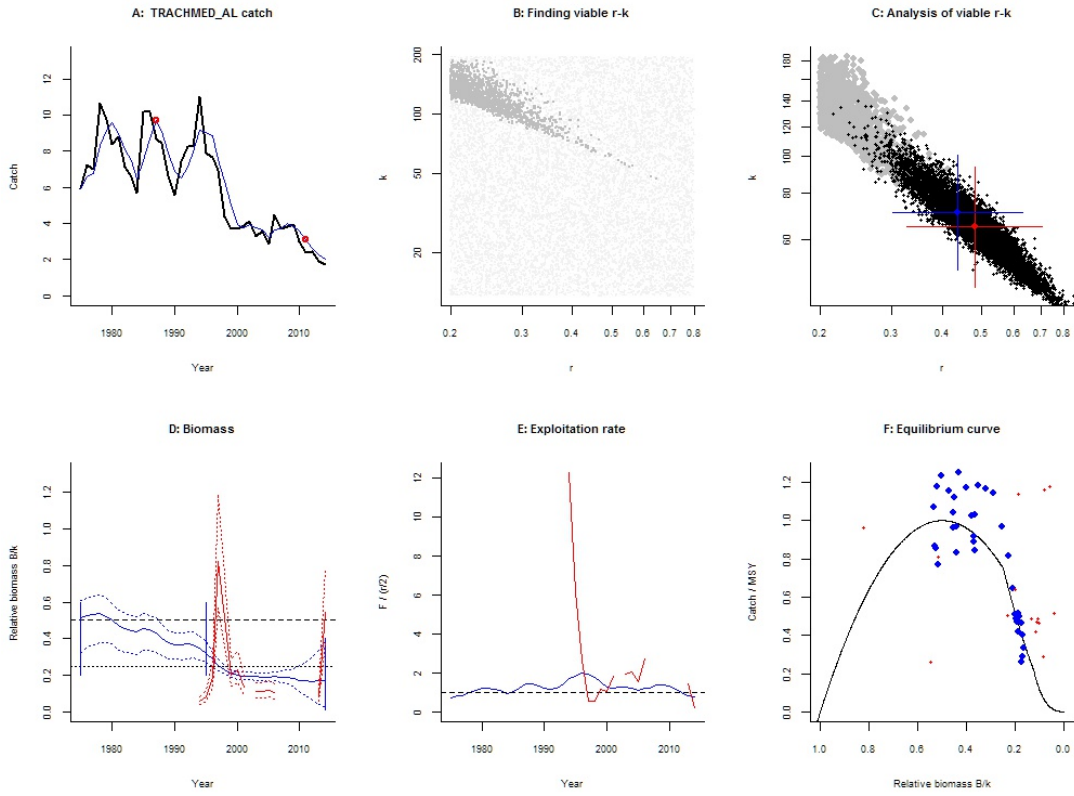 A: TRACHMED_AL catch
Catch
0 2 4 6 8 10 12
1980 1990 2000 2010
Year
B: Finding viable r-k
k
20 50 100 200
0.2 0.3 0.4 0.5 0.6 0.7 0.8
r
C: Analysis of viable r-k
k
60 80 100 120 140 180
0.2 0.3 0.4 0.5 0.6 0.7 0.8
r
D: Biomass
Relative biomass B/k
0.0 0.2 0.4 0.6 0.8 1.0 1.2
1980 1990 2000 2010
Year
E: Exploitation rate
F / (r/2)
0 2 4 6 8 10 12
1980 1990 2000 2010
Year
F: Equilibrium curve
Catch / MSY
0.0 0.2 0.4 0.6 0.8 1.0 1.2
1.0 0.8 0.6 0.4 0.2 0.0
Relative biomass B/k